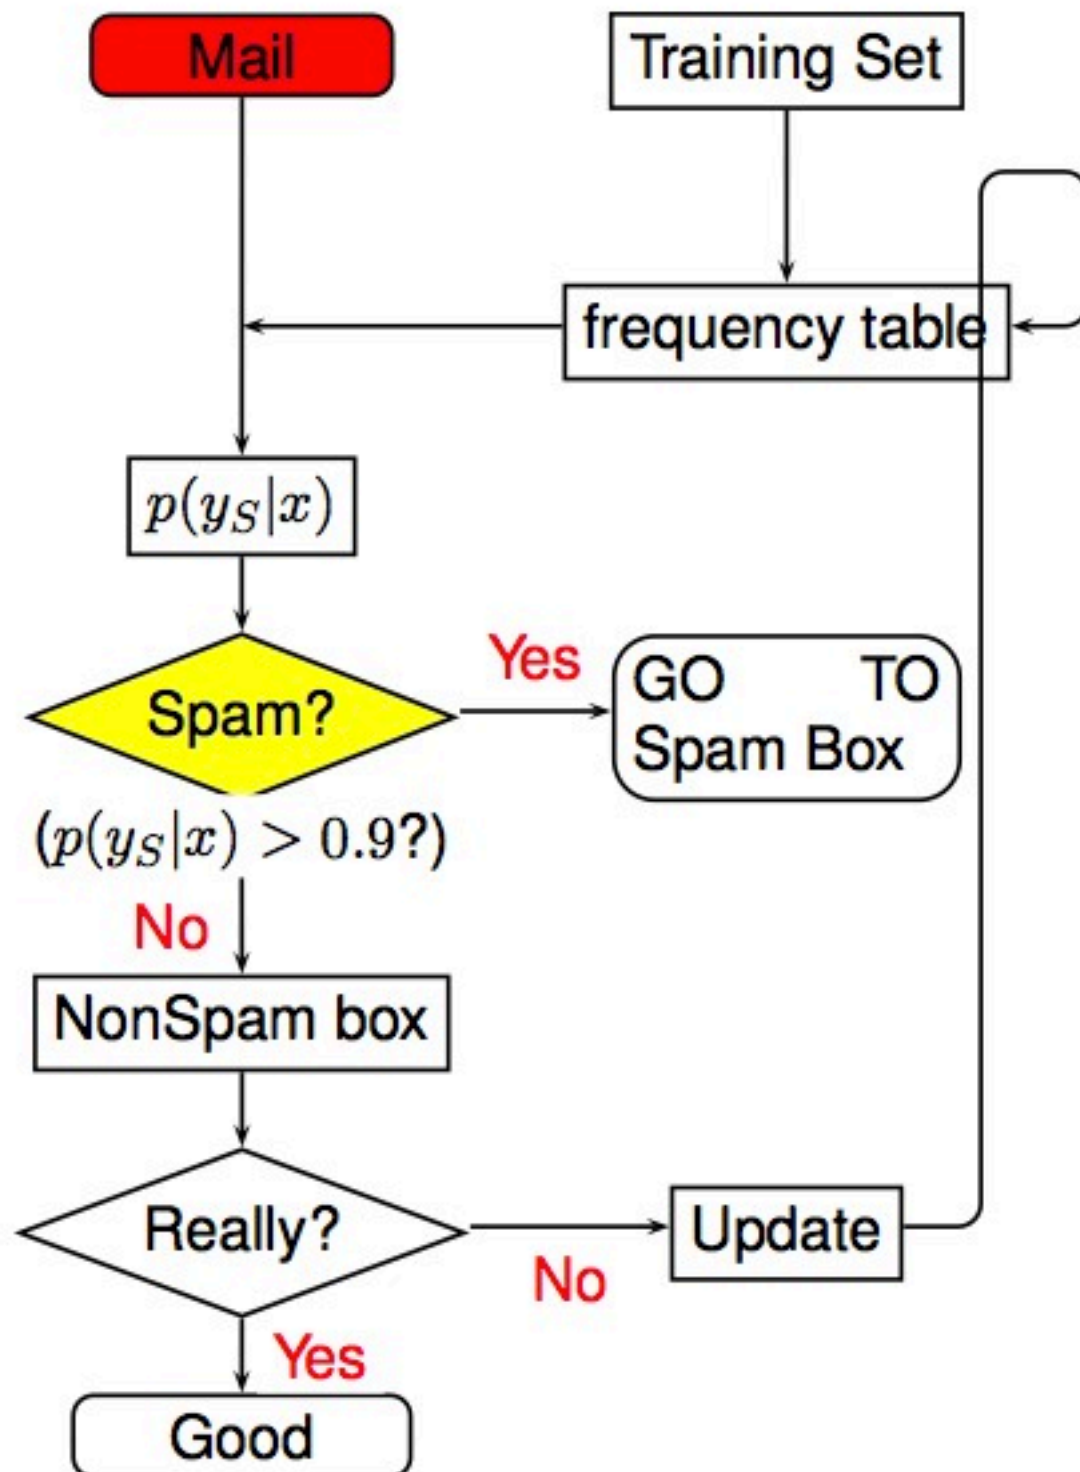 Mail
Training Set
frequency table
p(y_S|x)
Yes
Spam?
GO TO
Spam Box
(p(y_S|x) > 0.9?)
No
NonSpam box
Really?
Update
No
Yes
Good